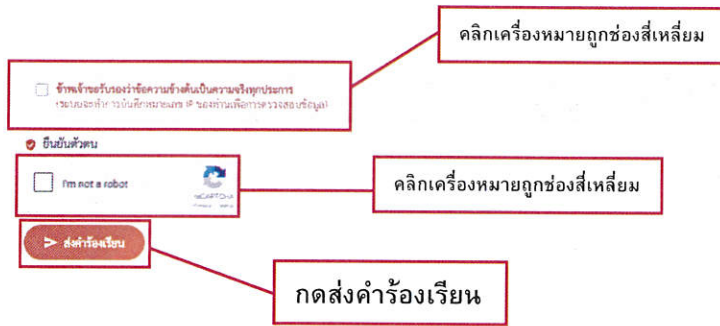 คลิกเครื่องหมายถูกช่องสี่เหลี่ยม
ข้าพเจ้าขอรับรองว่าข้อความข้างต้นเป็นความจริงทุกประการ
(ระบบจะทำการบันทึกหมายเลข IP ของท่านเพื่อการตรวจสอบข้อมูล)
ยืนยันตัวตน
I'm not a robot
reCAPTCHA
คลิกเครื่องหมายถูกช่องสี่เหลี่ยม
ส่งคำร้องเรียน
กดส่งคำร้องเรียน